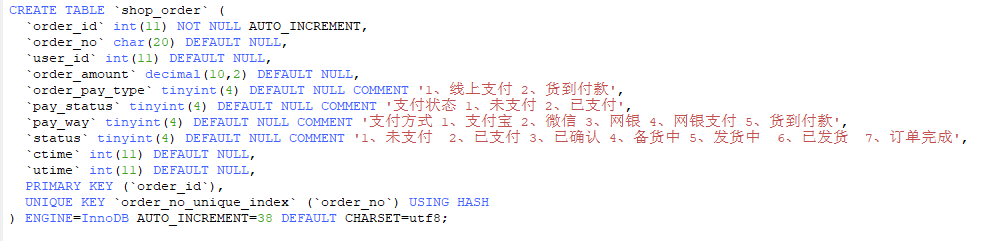 CREATE TABLE `shop_order` (
`order_id` int(11) NOT NULL AUTO_INCREMENT,
`order_no` char(20) DEFAULT NULL,
`user_id` int(11) DEFAULT NULL,
`order_amount` decimal(10,2) DEFAULT NULL,
`order_pay_type` tinyint(4) DEFAULT NULL COMMENT '1、线上支付 2、货到付款',
`pay_status` tinyint(4) DEFAULT NULL COMMENT '支付状态 1、未支付 2、已支付',
`pay_way` tinyint(4) DEFAULT NULL COMMENT '支付方式 1、支付宝 2、微信 3、网银 4、网银支付 5、货到付款',
`status` tinyint(4) DEFAULT NULL COMMENT '1、未支付  2、已支付 3、已确认 4、备货中 5、发货中  6、已发货  7、订单完成',
`ctime` int(11) DEFAULT NULL,
`utime` int(11) DEFAULT NULL,
PRIMARY KEY (`order_id`),
UNIQUE KEY `order_no_unique_index` (`order_no`) USING HASH
) ENGINE=InnoDB AUTO_INCREMENT=38 DEFAULT CHARSET=utf8;